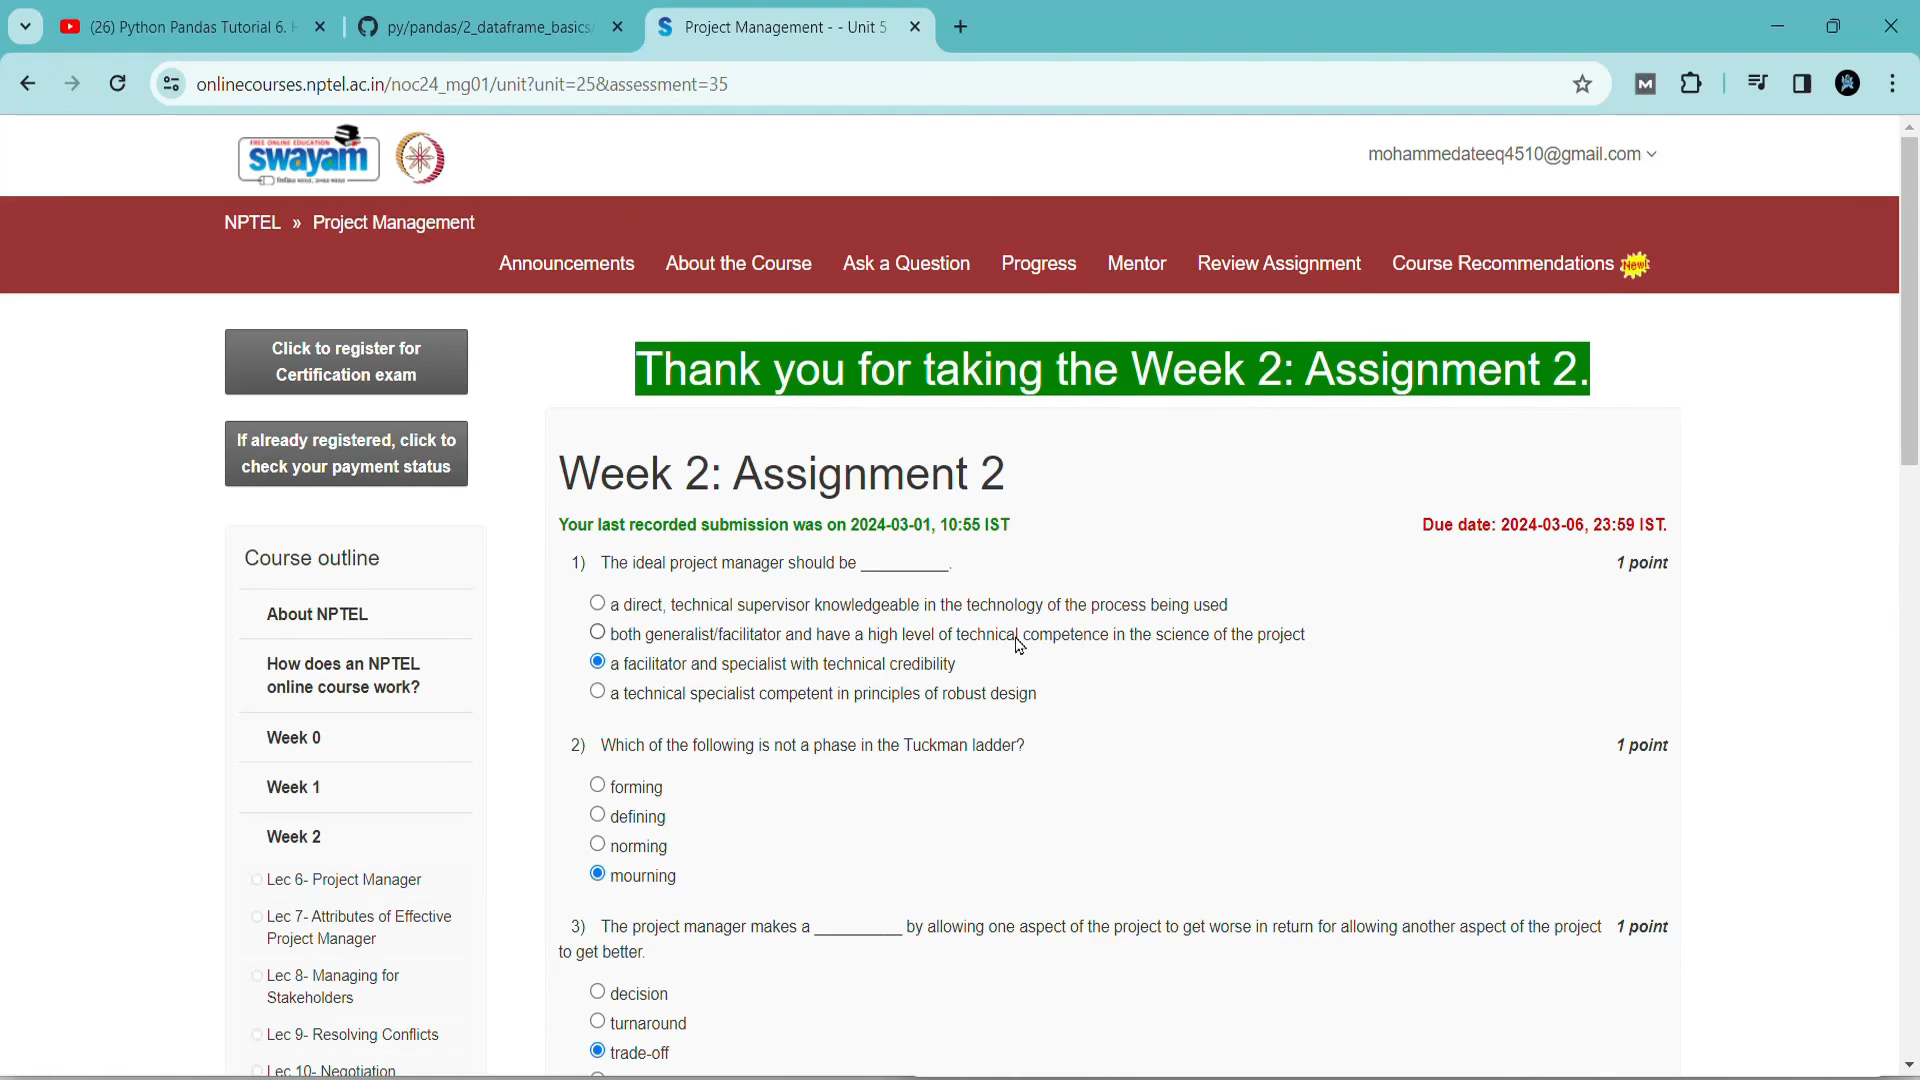 (26) Python Pandas Tutorial 6.
py/pandas/2_dataframe_basics/
Project Management - - Unit 5
onlinecourses.nptel.ac.in/noc24_mg01/unit?unit=25&assessment=35
M
FREE ONLINE EDUCATION
swayam
mohammedateeq4510@gmail.com
NPTEL » Project Management
Announcements About the Course Ask a Question Progress Mentor Review Assignment Course Recommendations New!
Click to register for
Certification exam
If already registered, click to
check your payment status
Thank you for taking the Week 2: Assignment 2.
Week 2: Assignment 2
Your last recorded submission was on 2024-03-01, 10:55 IST Due date: 2024-03-06, 23:59 IST.
1) The ideal project manager should be __________. 1 point
a direct, technical supervisor knowledgeable in the technology of the process being used
both generalist/facilitator and have a high level of technical competence in the science of the project
a facilitator and specialist with technical credibility
a technical specialist competent in principles of robust design
2) Which of the following is not a phase in the Tuckman ladder? 1 point
forming
defining
norming
mourning
3) The project manager makes a __________ by allowing one aspect of the project to get worse in return for allowing another aspect of the project 1 point
to get better.
decision
turnaround
trade-off
Course outline
About NPTEL
How does an NPTEL
online course work?
Week 0
Week 1
Week 2
Lec 6- Project Manager
Lec 7- Attributes of Effective
Project Manager
Lec 8- Managing for
Stakeholders
Lec 9- Resolving Conflicts
Lec 10- Negotiation